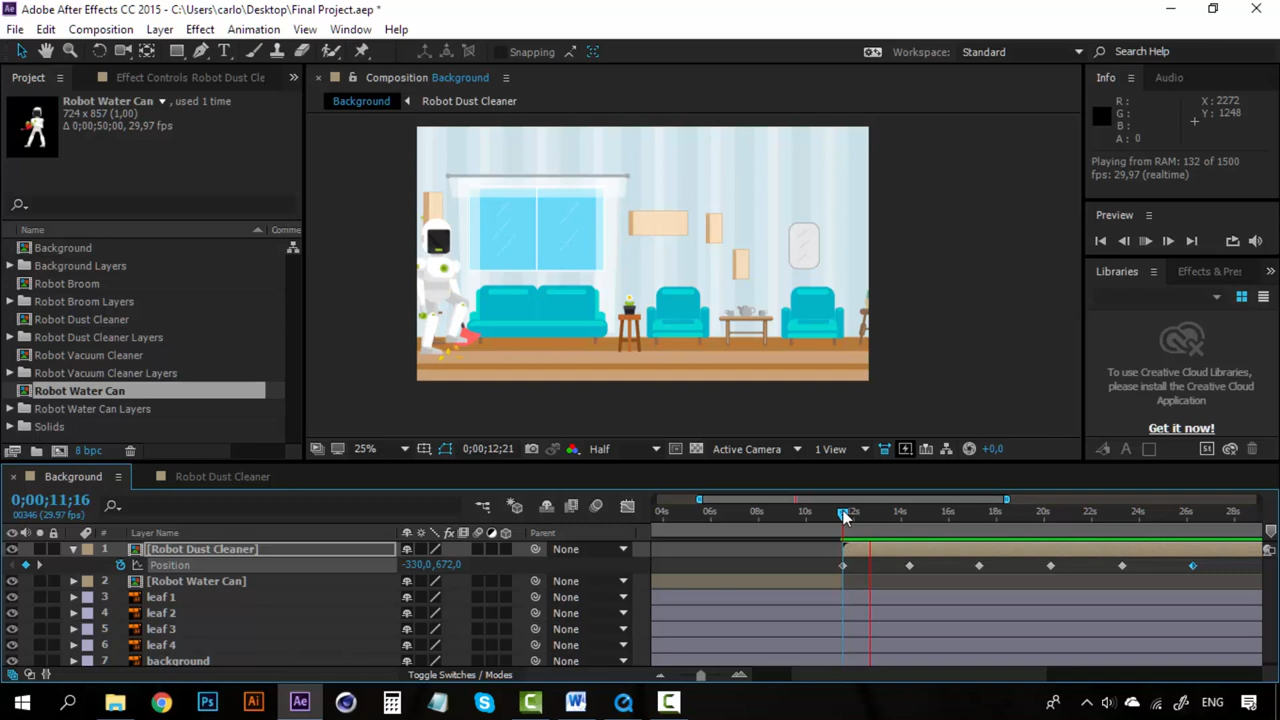 Adobe After Effects CC 2015 - C:\Users\carlo\Desktop\Final Project.aep *
File Edit Composition Layer Effect Animation View Window Help
Snapping
Workspace: Standard
Search Help
Project
Effect Controls Robot Dust Cle
Composition Background
Info
Audio
Robot Water Can , used 1 time
724 x 857 (1,00)
Δ 0;00;50;00, 29,97 fps
Background
Robot Dust Cleaner
R :
G :
B :
A : 0
X : 2272
Y : 1248
Playing from RAM: 132 of 1500
fps: 29,97 (realtime)
Preview
Name
Comme
Background
Background Layers
Robot Broom
Robot Broom Layers
Robot Dust Cleaner
Robot Dust Cleaner Layers
Robot Vacuum Cleaner
Robot Vacuum Cleaner Layers
Robot Water Can
Robot Water Can Layers
Solids
Libraries
Effects & Pres
To use Creative Cloud Libraries,
please install the Creative Cloud
Application
Get it now!
8 bpc
25%
0;00;12;21
Half
Active Camera
1 View
+0,0
Background
Robot Dust Cleaner
0;00;11;16
00346 (29.97 fps)
04s 06s 08s 10s 12s 14s 16s 18s 20s 22s 24s 26s 28s
# Layer Name
Parent
1 [Robot Dust Cleaner] None
Position -330,0,672,0
2 [Robot Water Can] None
3 leaf 1 None
4 leaf 2 None
5 leaf 3 None
6 leaf 4 None
7 background None
Toggle Switches / Modes
Ps Ai Ae
ENG